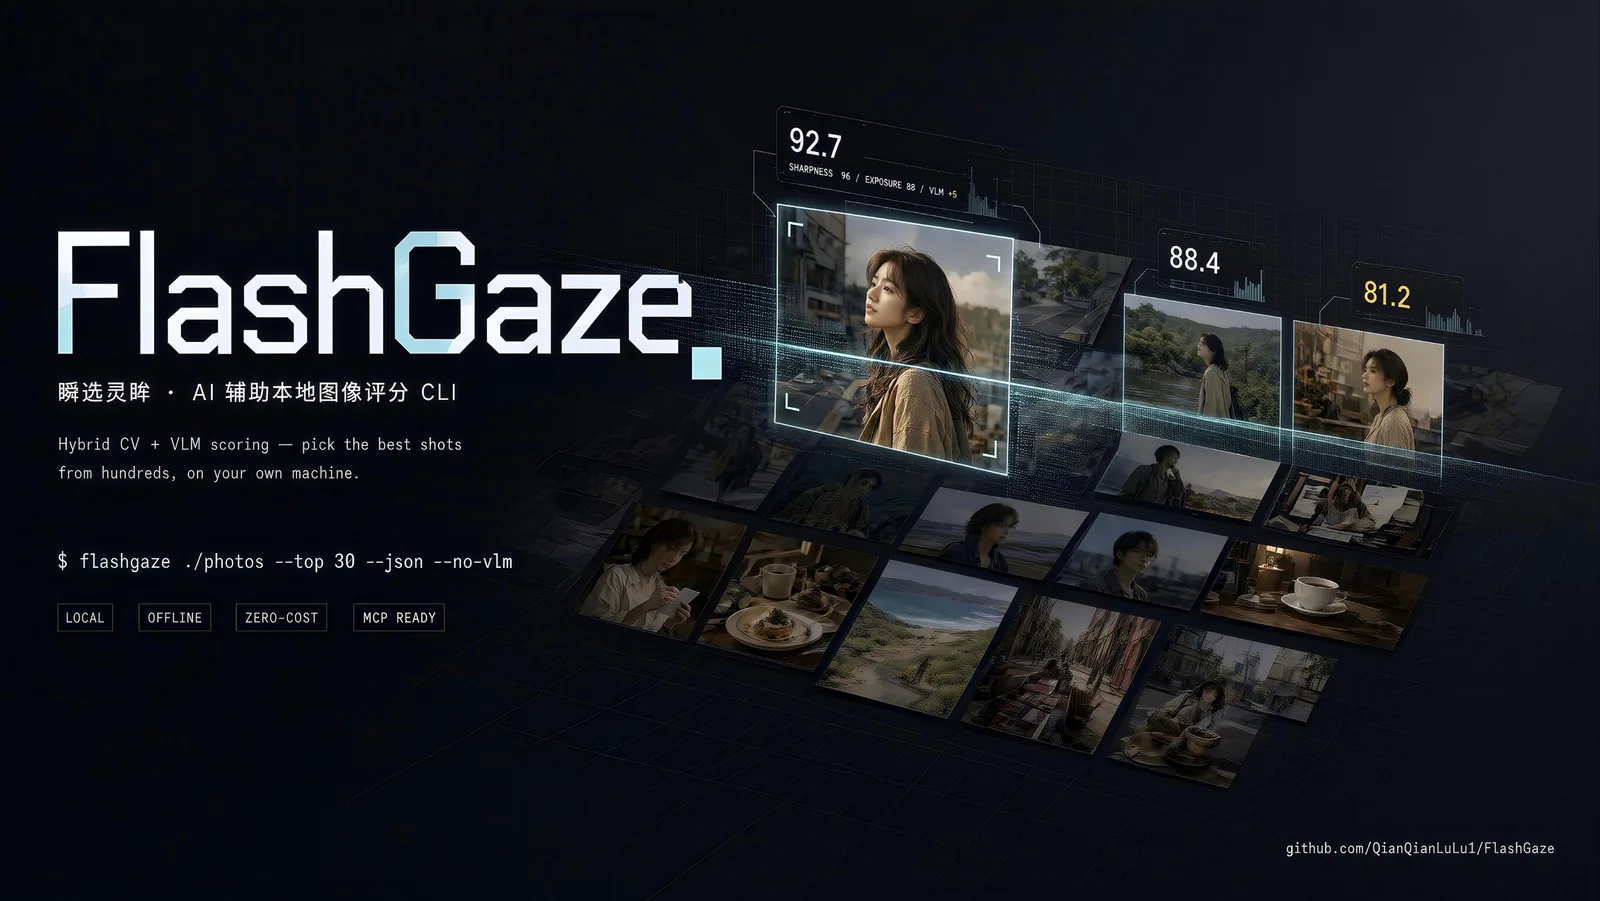 FlashGaze.
瞬选灵眸 · AI 辅助本地图像评分 CLI
Hybrid CV + VLM scoring — pick the best shots
from hundreds, on your own machine.
$ flashgaze ./photos --top 30 --json --no-vlm
LOCAL
OFFLINE
ZERO-COST
MCP READY
92.7
SHARPNESS 96 / EXPOSURE 88 / VLM +5
88.4
81.2
github.com/QianQianLuLu1/FlashGaze